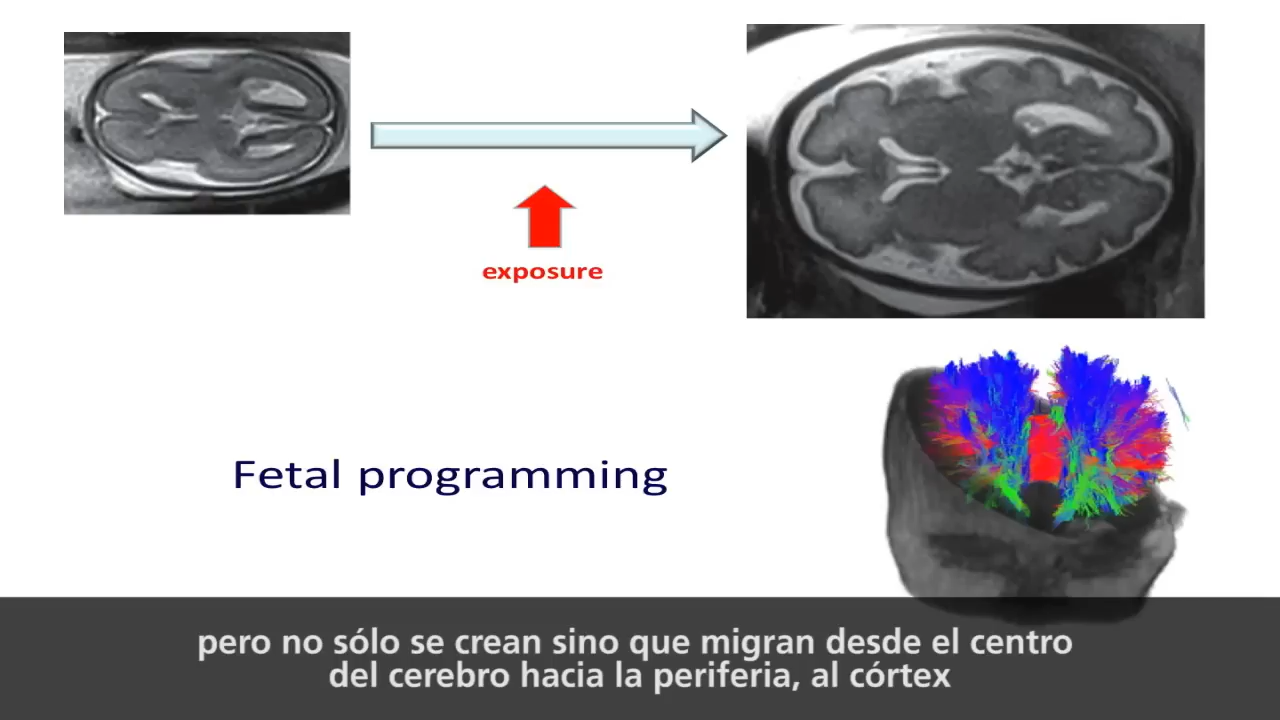 exposure
Fetal programming
pero no sólo se crean sino que migran desde el centro
del cerebro hacia la periferia, al córtex